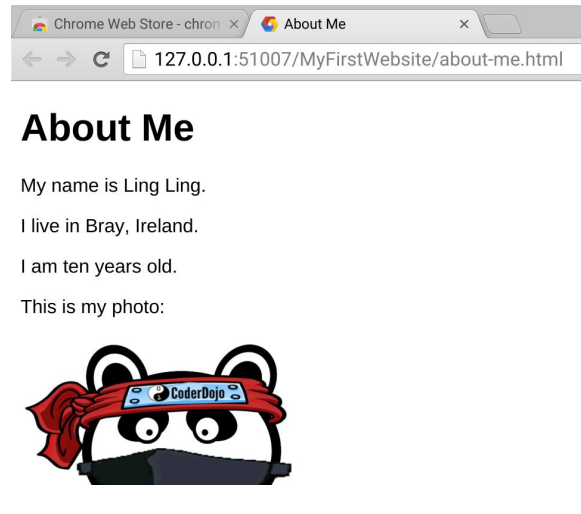 Chrome Web Store - chron
About Me
127.0.0.1:51007/MyFirstWebsite/about-me.html
About Me
My name is Ling Ling.
I live in Bray, Ireland.
I am ten years old.
This is my photo:
CoderDojo